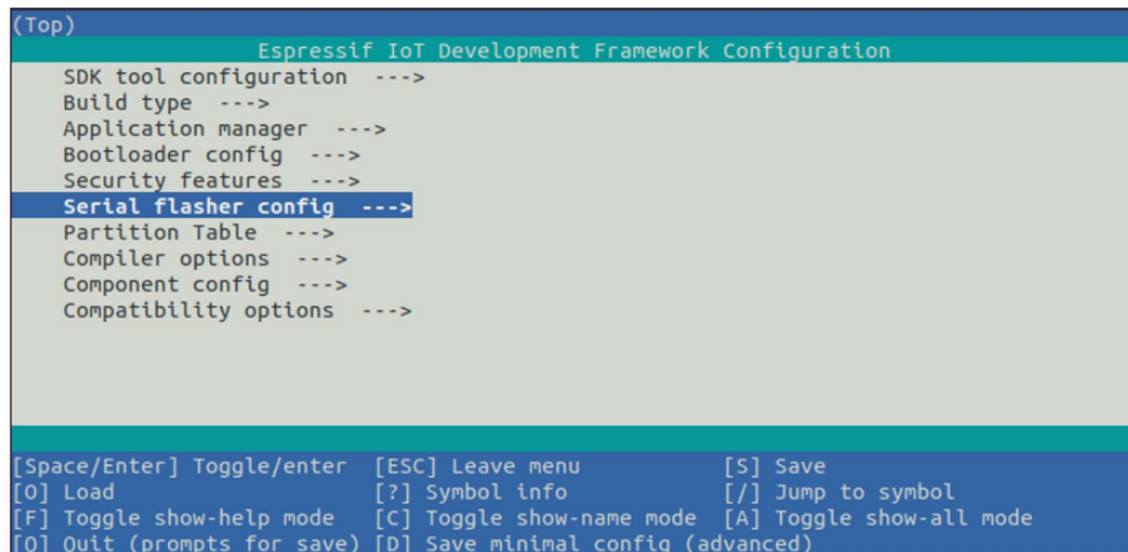 (Top)
Espressif IoT Development Framework Configuration
SDK tool configuration  --->
Build type  --->
Application manager  --->
Bootloader config  --->
Security features  --->
Serial flasher config  --->
Partition Table  --->
Compiler options  --->
Component config  --->
Compatibility options  --->
[Space/Enter] Toggle/enter  [ESC] Leave menu  [S] Save
[O] Load  [?] Symbol info  [/] Jump to symbol
[F] Toggle show-help mode  [C] Toggle show-name mode  [A] Toggle show-all mode
[Q] Quit (prompts for save)  [D] Save minimal config (advanced)